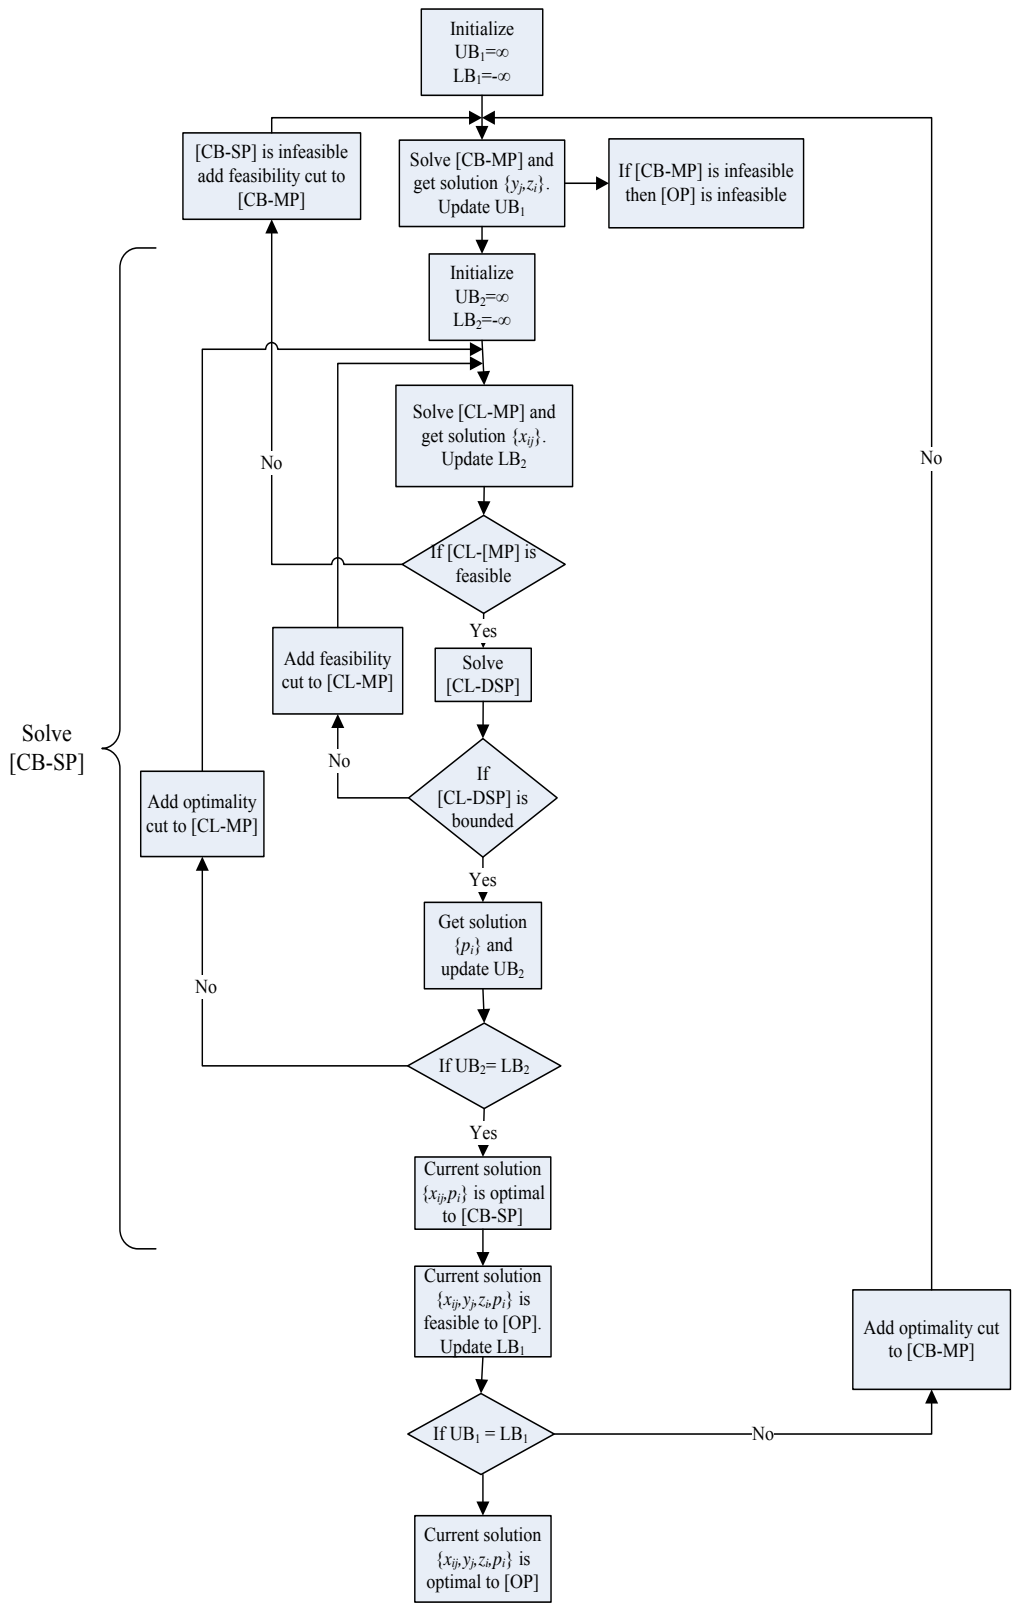 Initialize
UB₁=∞
LB₁=-∞
[CB-SP] is infeasible
add feasibility cut to
[CB-MP]
Solve [CB-MP] and
get solution {yⱼ,zᵢ}.
Update UB₁
If [CB-MP] is infeasible
then [OP] is infeasible
Initialize
UB₂=∞
LB₂=-∞
Solve [CL-MP] and
get solution {xᵢⱼ}.
Update LB₂
No
No
If [CL-[MP] is
feasible
Yes
Add feasibility
cut to [CL-MP]
Solve
[CL-DSP]
Solve
[CB-SP]
No
If
[CL-DSP] is
bounded
Add optimality
cut to [CL-MP]
Yes
Get solution
{pᵢ} and
update UB₂
No
If UB₂= LB₂
Yes
Current solution
{xᵢⱼ,pᵢ} is optimal
to [CB-SP]
Current solution
{xᵢⱼ,yⱼ,zᵢ,pᵢ} is
feasible to [OP].
Update LB₁
Add optimality cut
to [CB-MP]
If UB₁ = LB₁
No
Current solution
{xᵢⱼ,yⱼ,zᵢ,pᵢ} is
optimal to [OP]